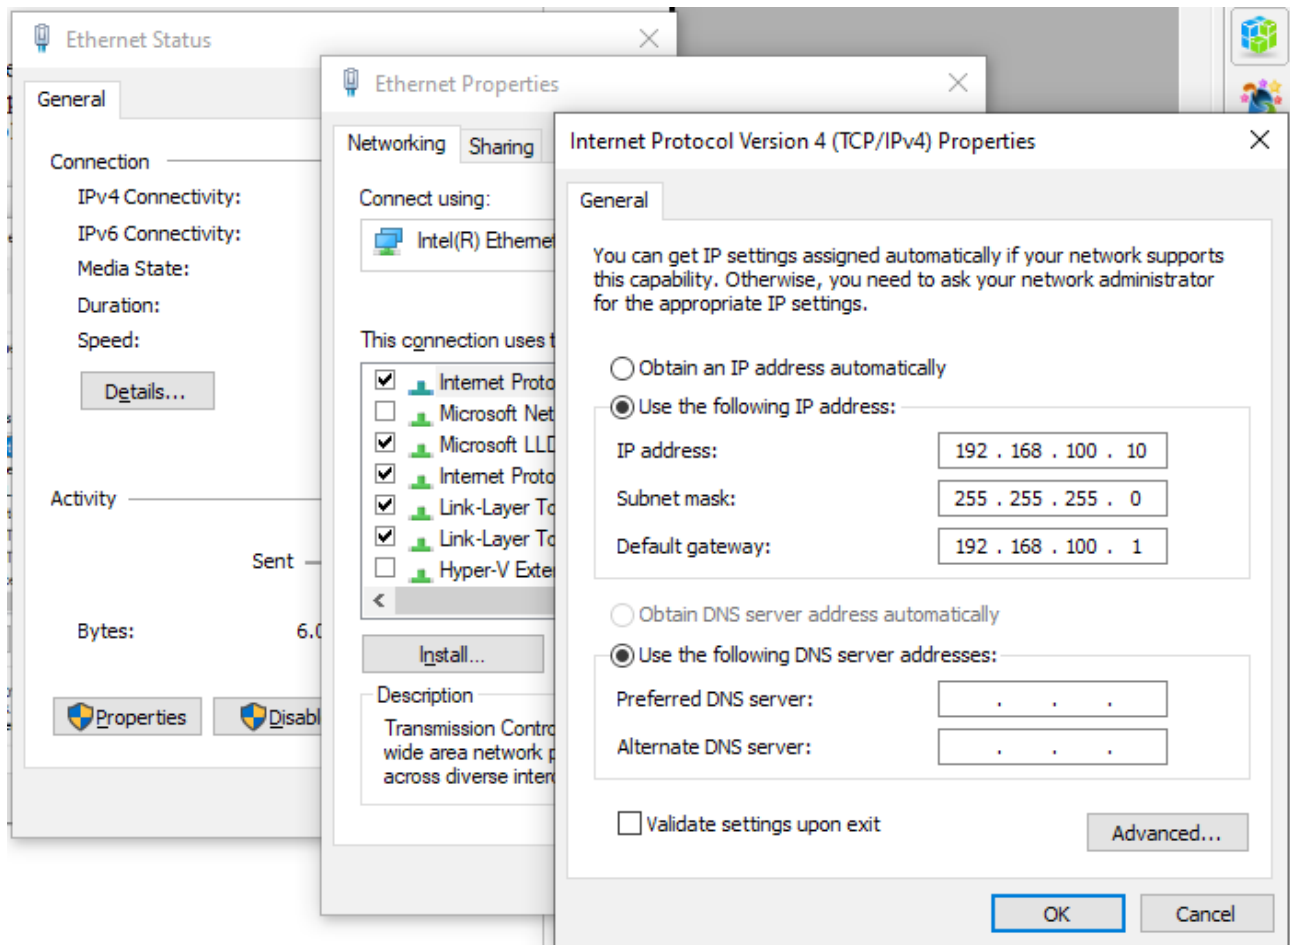 Ethernet Status
General
Connection
IPv4 Connectivity:
IPv6 Connectivity:
Media State:
Duration:
Speed:
Details...
Activity
Sent
Bytes:
6.0
Properties
Disabl
Ethernet Properties
Networking
Sharing
Connect using:
Intel(R) Ethernet
This connection uses t
Internet Proto
Microsoft Net
Microsoft LLD
Internet Proto
Link-Layer To
Link-Layer To
Hyper-V Exte
Install...
Description
Transmission Contro
wide area network p
across diverse interc
Internet Protocol Version 4 (TCP/IPv4) Properties
General
You can get IP settings assigned automatically if your network supports
this capability. Otherwise, you need to ask your network administrator
for the appropriate IP settings.
Obtain an IP address automatically
Use the following IP address:
IP address: 192 . 168 . 100 . 10
Subnet mask: 255 . 255 . 255 . 0
Default gateway: 192 . 168 . 100 . 1
Obtain DNS server address automatically
Use the following DNS server addresses:
Preferred DNS server: . . .
Alternate DNS server: . . .
Validate settings upon exit
Advanced...
OK
Cancel